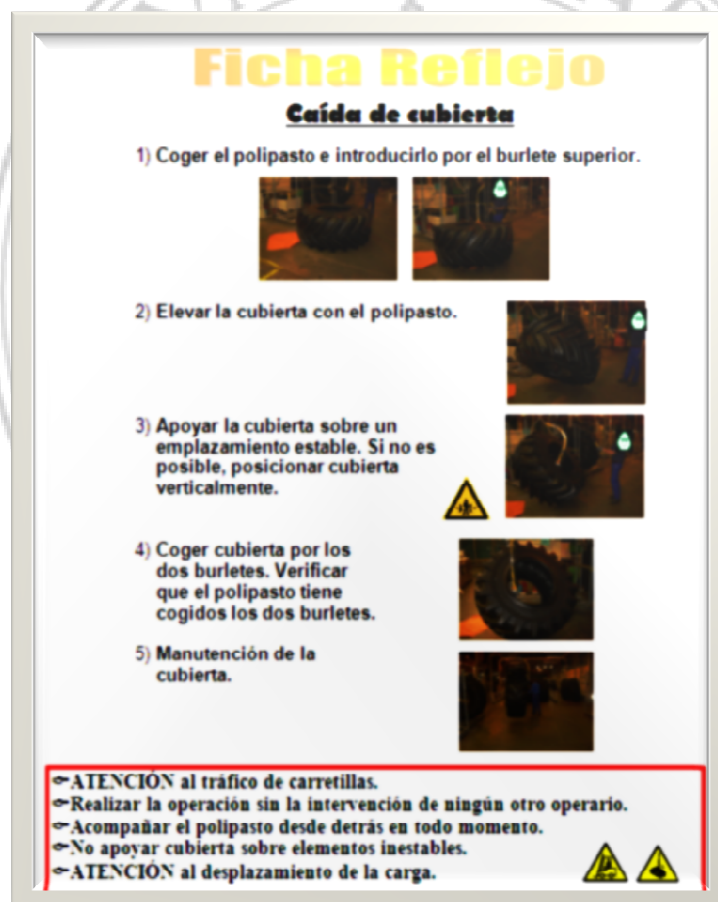 Ficha Reflejo
Caída de cubierta
1) Coger el polipasto e introducirlo por el burlete superior.
2) Elevar la cubierta con el polipasto.
3) Apoyar la cubierta sobre un
emplazamiento estable. Si no es
posible, posicionar cubierta
verticalmente.
4) Coger cubierta por los
dos burletes. Verificar
que el polipasto tiene
cogidos los dos burletes.
5) Manutención de la
cubierta.
ATENCIÓN al tráfico de carretillas.
Realizar la operación sin la intervención de ningún otro operario.
Acompañar el polipasto desde detrás en todo momento.
No apoyar cubierta sobre elementos inestables.
ATENCIÓN al desplazamiento de la carga.